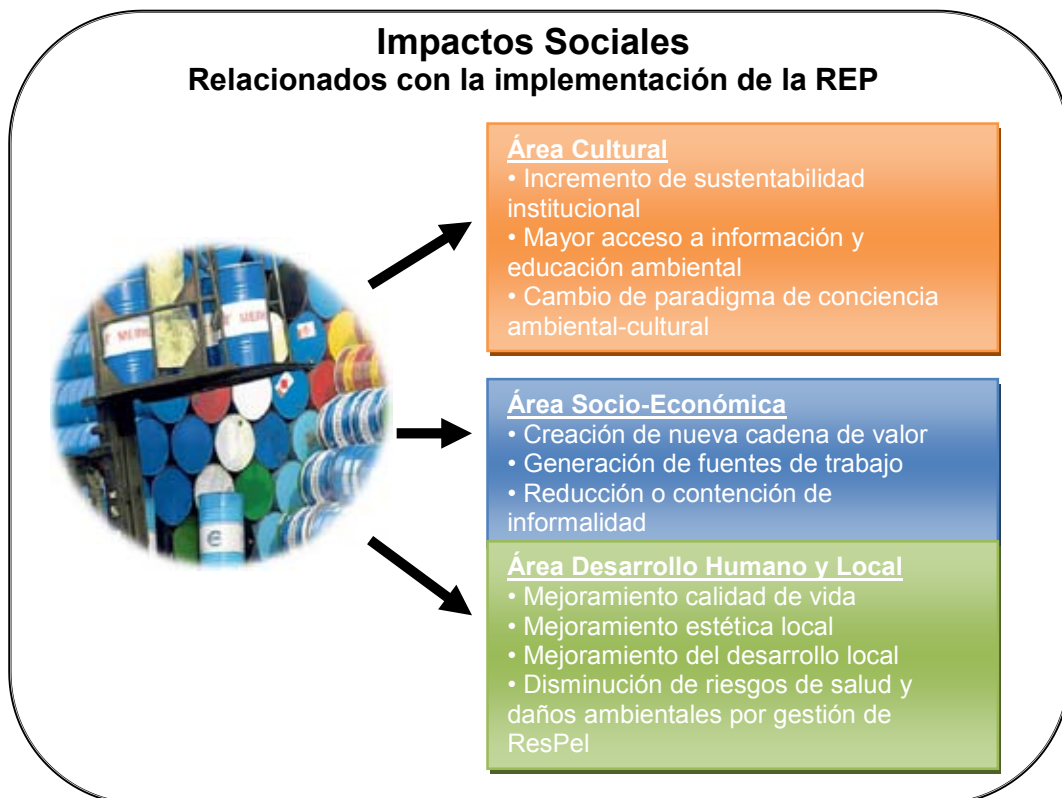 Impactos Sociales
Relacionados con la implementación de la REP
Área Cultural
• Incremento de sustentabilidad
institucional
• Mayor acceso a información y
educación ambiental
• Cambio de paradigma de conciencia
ambiental-cultural
Área Socio-Económica
• Creación de nueva cadena de valor
• Generación de fuentes de trabajo
• Reducción o contención de
informalidad
Área Desarrollo Humano y Local
• Mejoramiento calidad de vida
• Mejoramiento estética local
• Mejoramiento del desarrollo local
• Disminución de riesgos de salud y
daños ambientales por gestión de
ResPel